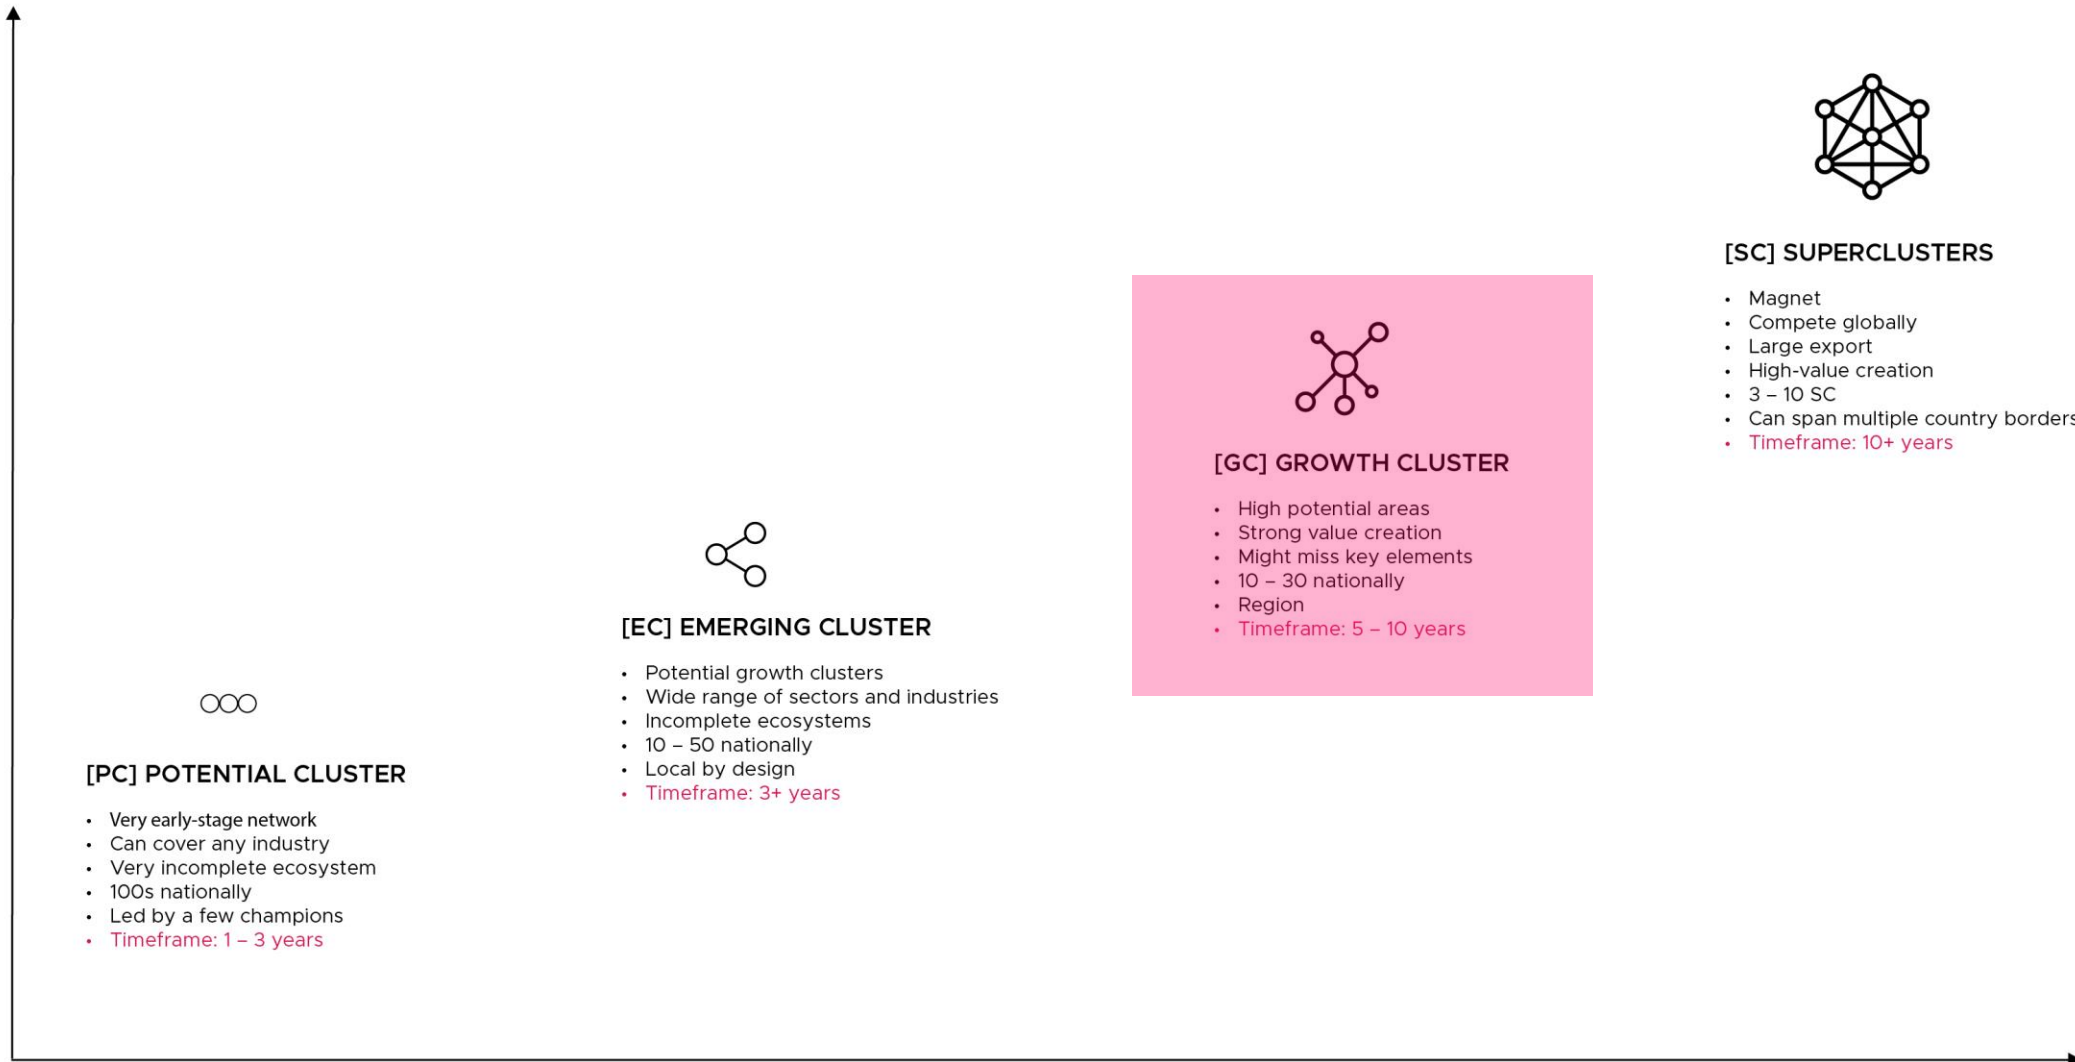 [SC] SUPERCLUSTERS
• Magnet
• Compete globally
• Large export
• High-value creation
• 3 – 10 SC
• Can span multiple country borders
• Timeframe: 10+ years
[GC] GROWTH CLUSTER
• High potential areas
• Strong value creation
• Might miss key elements
• 10 – 30 nationally
• Region
• Timeframe: 5 – 10 years
[EC] EMERGING CLUSTER
• Potential growth clusters
• Wide range of sectors and industries
• Incomplete ecosystems
• 10 – 50 nationally
• Local by design
• Timeframe: 3+ years
[PC] POTENTIAL CLUSTER
• Very early-stage network
• Can cover any industry
• Very incomplete ecosystem
• 100s nationally
• Led by a few champions
• Timeframe: 1 – 3 years